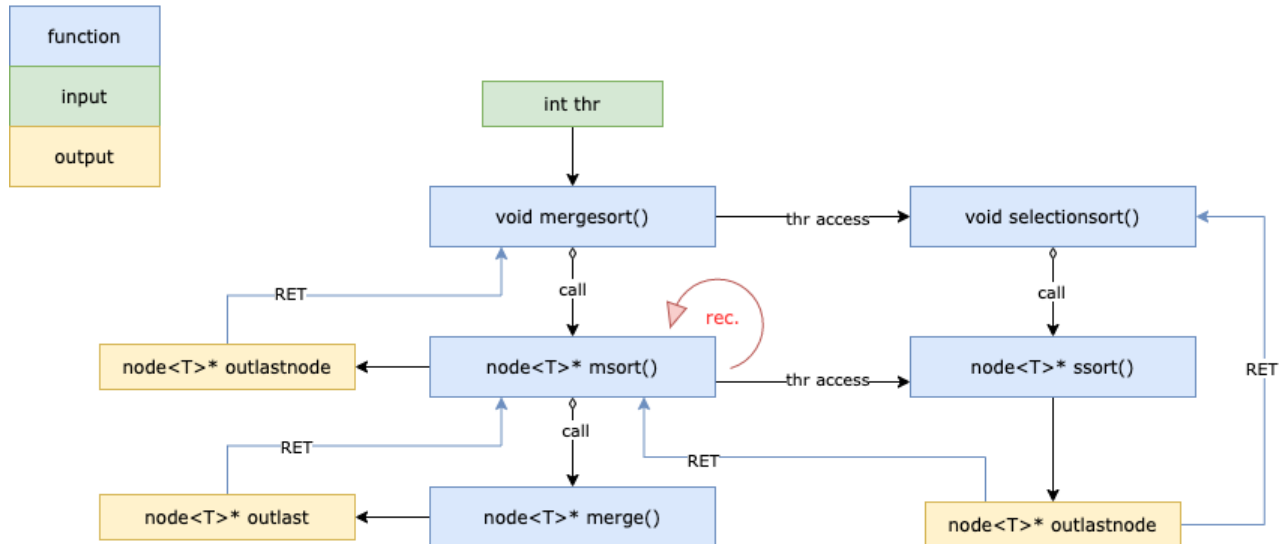 function
input
output
int thr
void mergesort()
thr access
void selectionsort()
call
call
RET
rec.
node<T>* outlastnode
node<T>* msort()
thr access
node<T>* ssort()
RET
call
RET
RET
node<T>* outlast
node<T>* merge()
node<T>* outlastnode